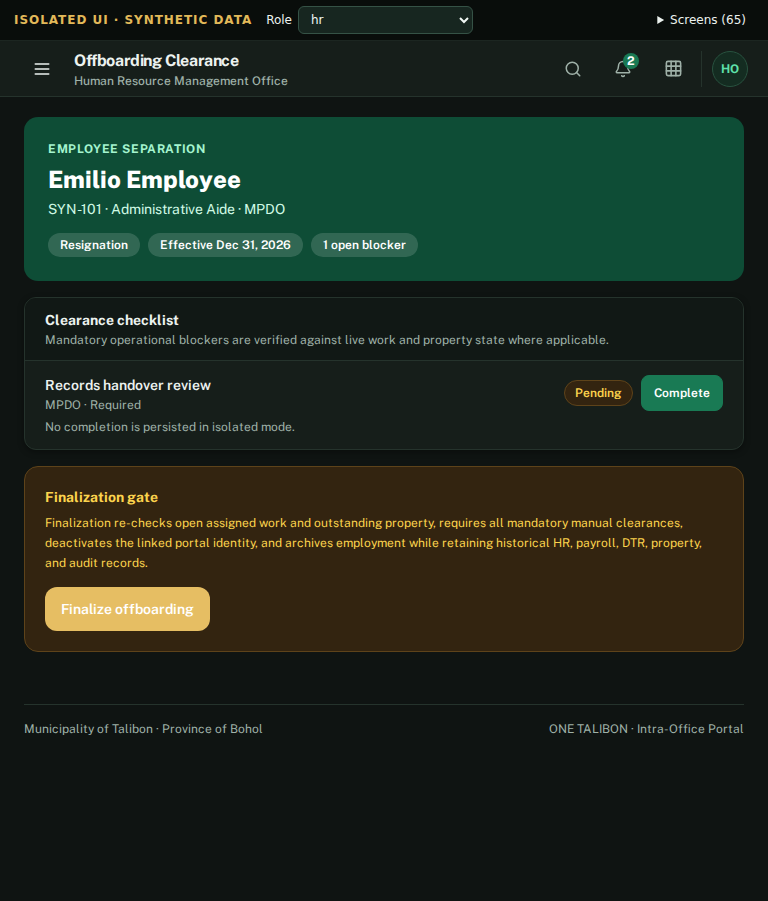 ISOLATED UI · SYNTHETIC DATA Role hr Screens (65)
Offboarding Clearance
Human Resource Management Office
2
HO
EMPLOYEE SEPARATION
Emilio Employee
SYN-101 · Administrative Aide · MPDO
Resignation Effective Dec 31, 2026 1 open blocker
Clearance checklist
Mandatory operational blockers are verified against live work and property state where applicable.
Records handover review
MPDO · Required
No completion is persisted in isolated mode.
Pending Complete
Finalization gate
Finalization re-checks open assigned work and outstanding property, requires all mandatory manual clearances,
deactivates the linked portal identity, and archives employment while retaining historical HR, payroll, DTR, property,
and audit records.
Finalize offboarding
Municipality of Talibon · Province of Bohol ONE TALIBON · Intra-Office Portal